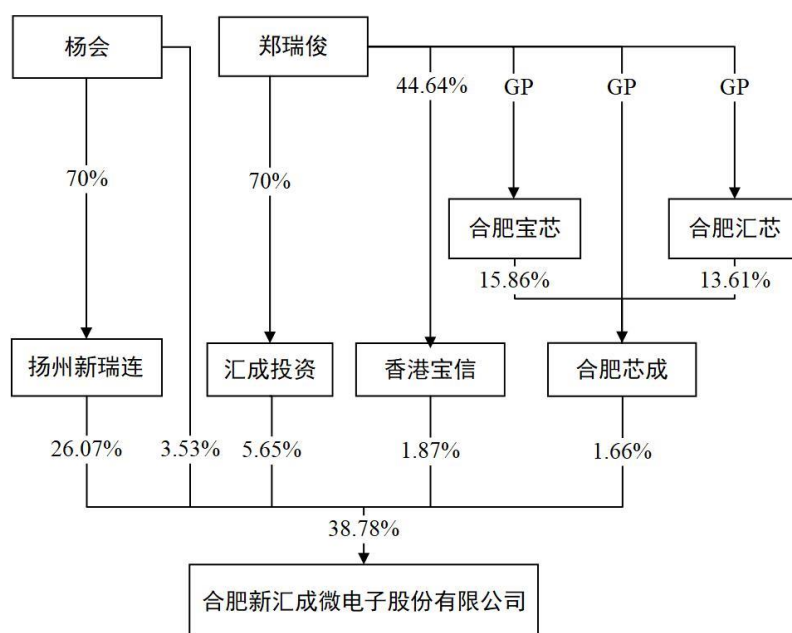 杨会
郑瑞俊
44.64%
GP
GP
GP
70%
70%
合肥宝芯
合肥汇芯
15.86%
13.61%
扬州新瑞连
汇成投资
香港宝信
合肥芯成
26.07%
3.53%
5.65%
1.87%
1.66%
38.78%
合肥新汇成微电子股份有限公司